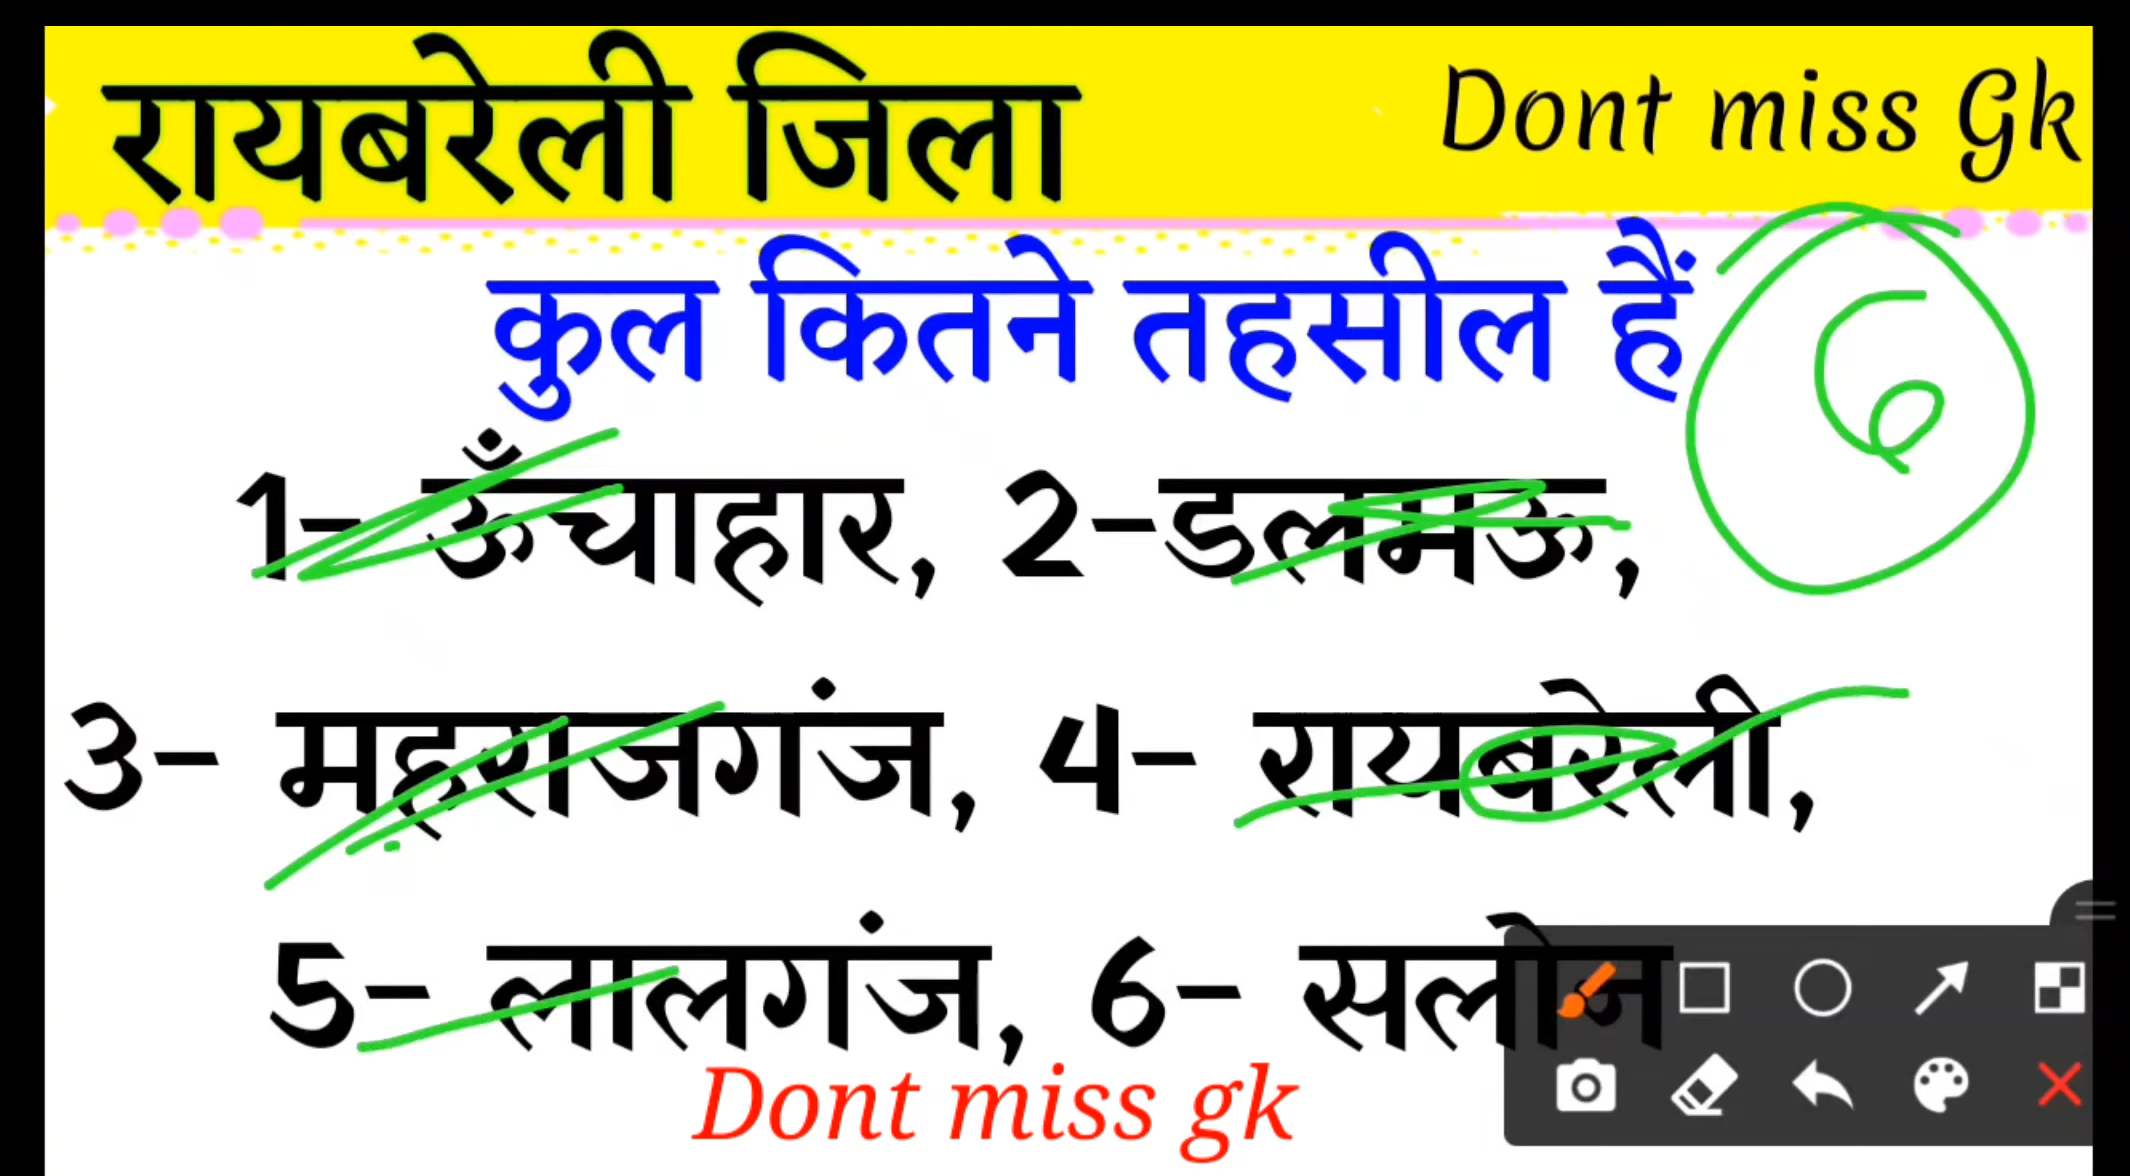 रायबरेली जिला
Dont miss Gk
कुल कितने तहसील हैं
6
1- ऊँचाहार, 2-डलमऊ,
3- महराजगंज, 4- रायबरेली,
5- लालगंज, 6- सलोन
Dont miss gk